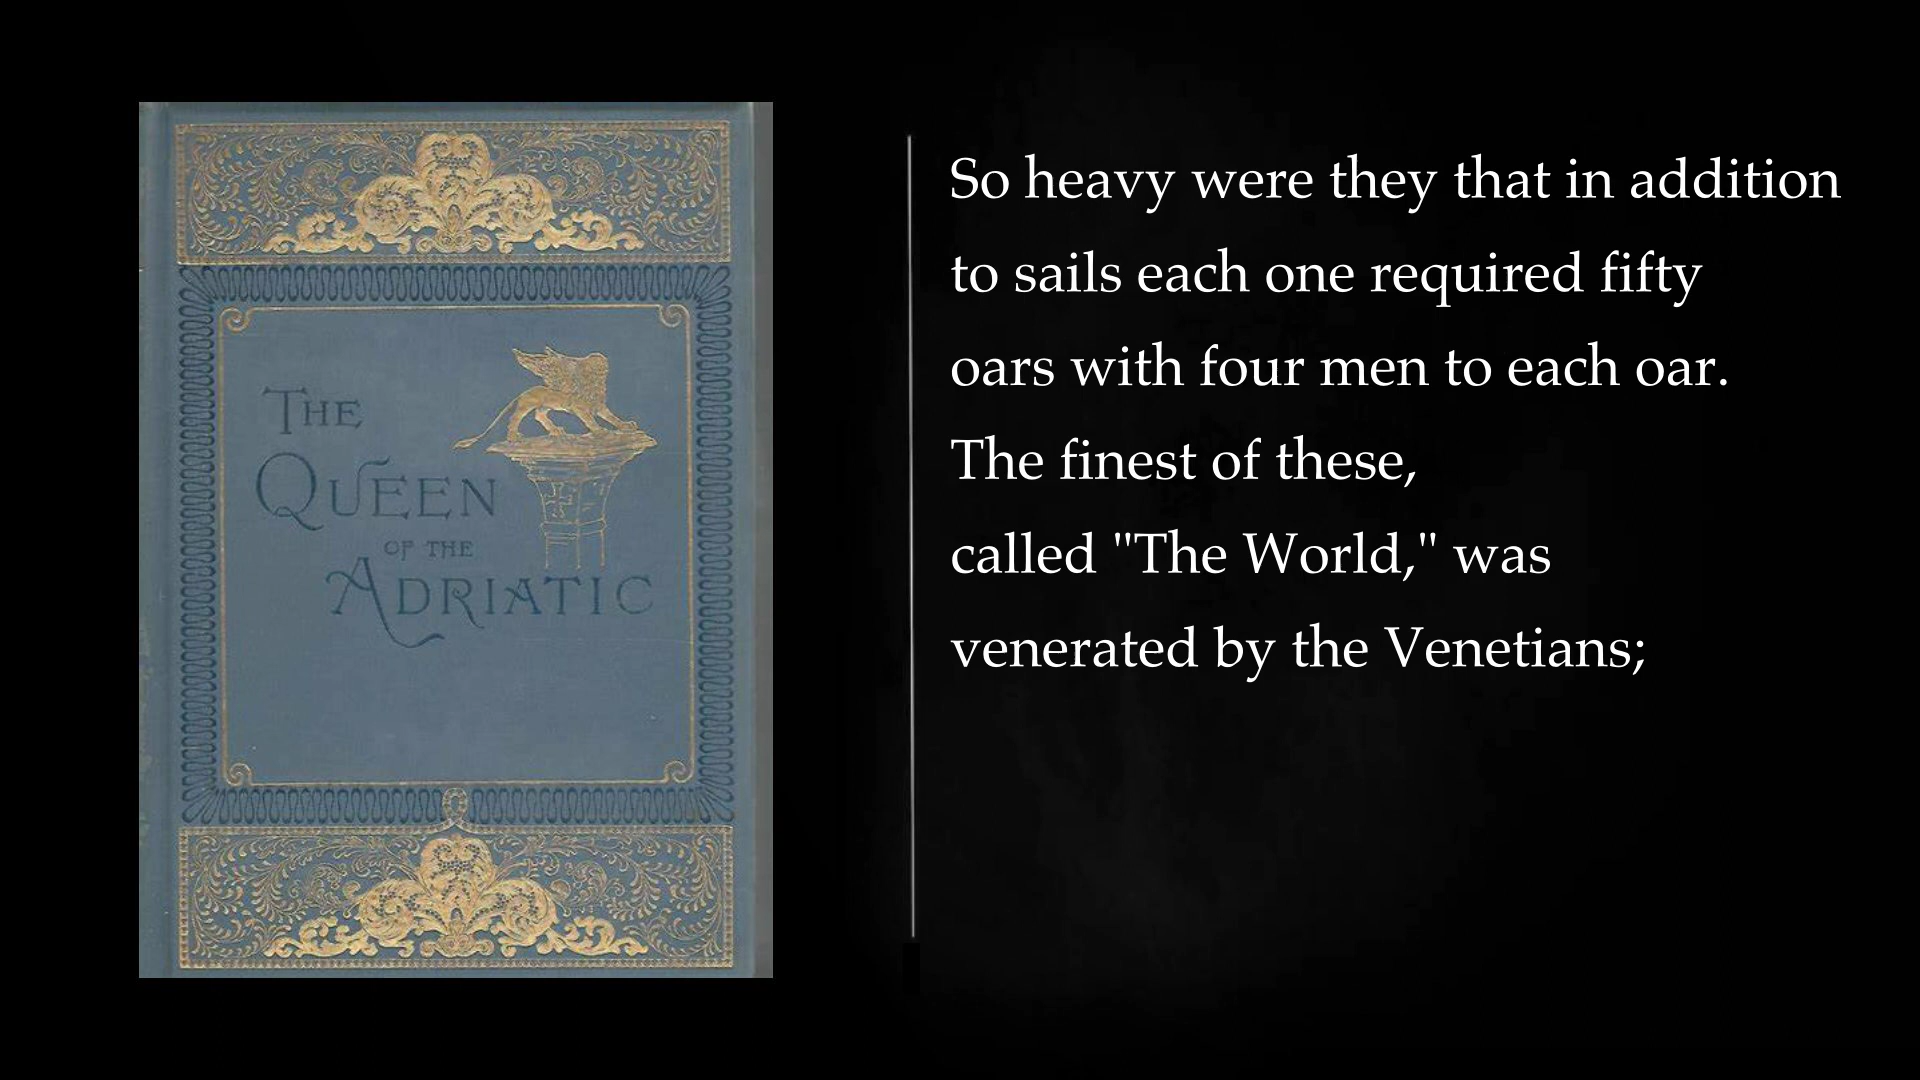 THE
QUEEN
OF THE
ADRIATIC
So heavy were they that in addition
to sails each one required fifty
oars with four men to each oar.
The finest of these,
called "The World," was
venerated by the Venetians;